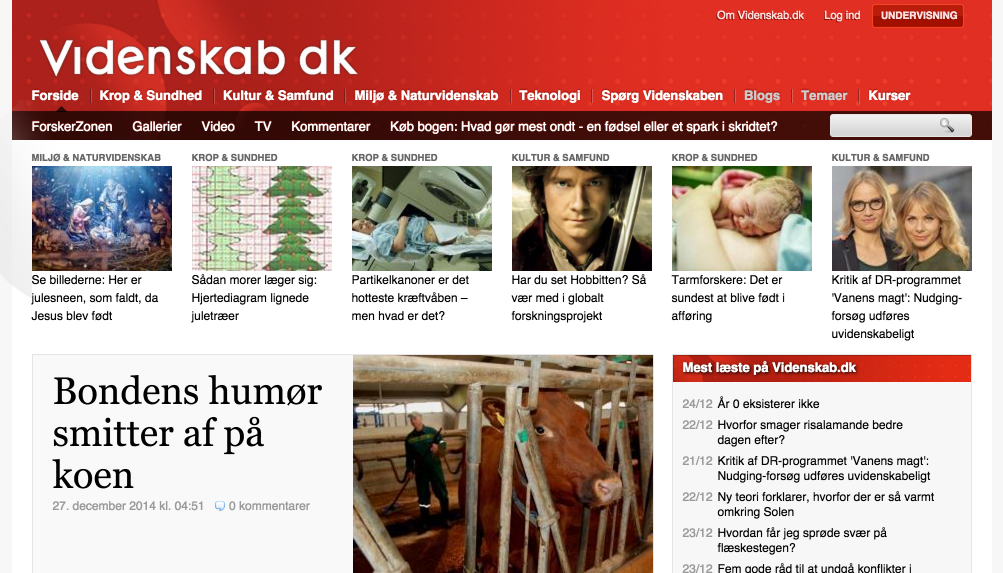 Om Videnskab.dk Log ind UNDERVISNING
Videnskab dk
Forside Krop & Sundhed Kultur & Samfund Miljø & Naturvidenskab Teknologi Spørg Videnskaben Blogs Temaer Kurser
ForskerZonen Gallerier Video TV Kommentarer Køb bogen: Hvad gør mest ondt - en fødsel eller et spark i skridtet?
MILJØ & NATURVIDENSKAB
Se billederne: Her er
julesneen, som faldt, da
Jesus blev født
KROP & SUNDHED
Sådan morer læger sig:
Hjertediagram lignede
juletræer
KROP & SUNDHED
Partikelkanoner er det
hotteste kræftvåben –
men hvad er det?
KULTUR & SAMFUND
Har du set Hobbitten? Så
vær med i globalt
forskningsprojekt
KROP & SUNDHED
Tarmforskere: Det er
sundest at blive født i
afføring
KULTUR & SAMFUND
Kritik af DR-programmet
'Vanens magt': Nudging-
forsøg udføres
uvidenskabeligt
Bondens humør
smitter af på
koen
27. december 2014 kl. 04:51 0 kommentarer
Mest læste på Videnskab.dk
24/12 År 0 eksisterer ikke
22/12 Hvorfor smager risalamande bedre
dagen efter?
21/12 Kritik af DR-programmet 'Vanens magt':
Nudging-forsøg udføres uvidenskabeligt
22/12 Ny teori forklarer, hvorfor der er så varmt
omkring Solen
23/12 Hvordan får jeg sprøde svær på
flæskestegen?
23/12 Fem gode råd til at undgå konflikter i